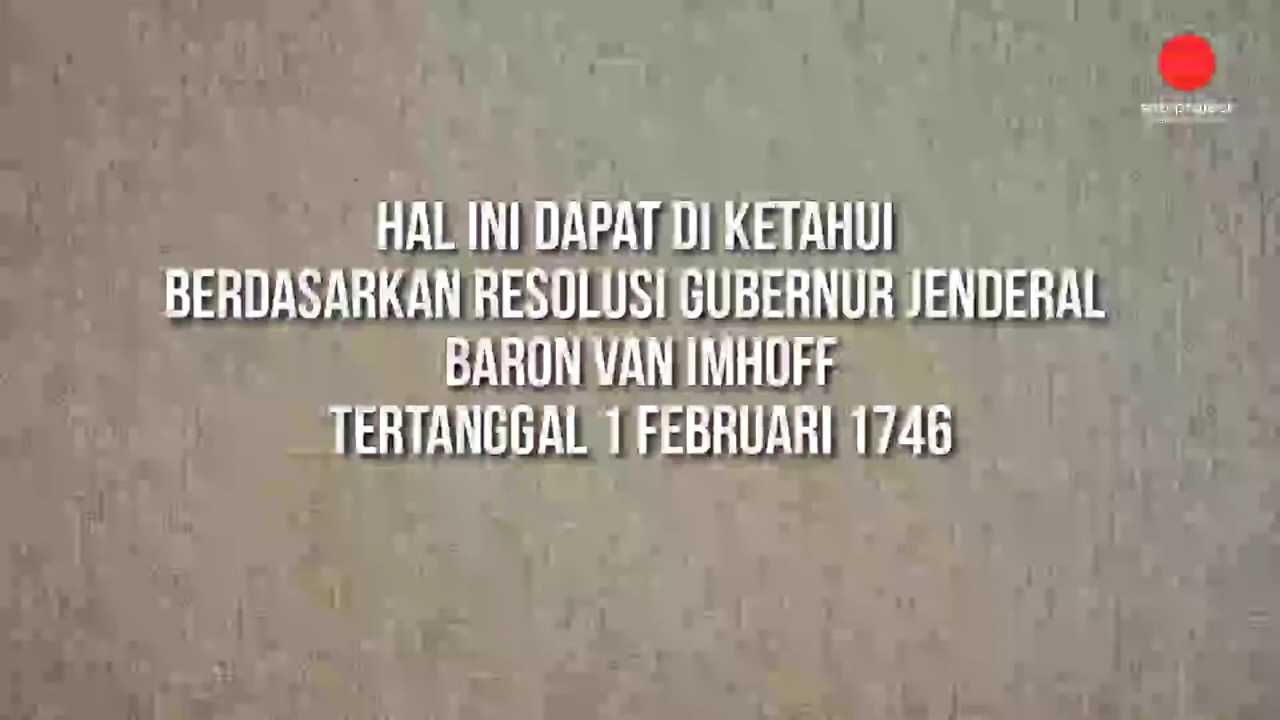 HAL INI DAPAT DI KETAHUI
BERDASARKAN RESOLUSI GUBERNUR JENDERAL
BARON VAN IMHOFF
TERTANGGAL 1 FEBRUARI 1746